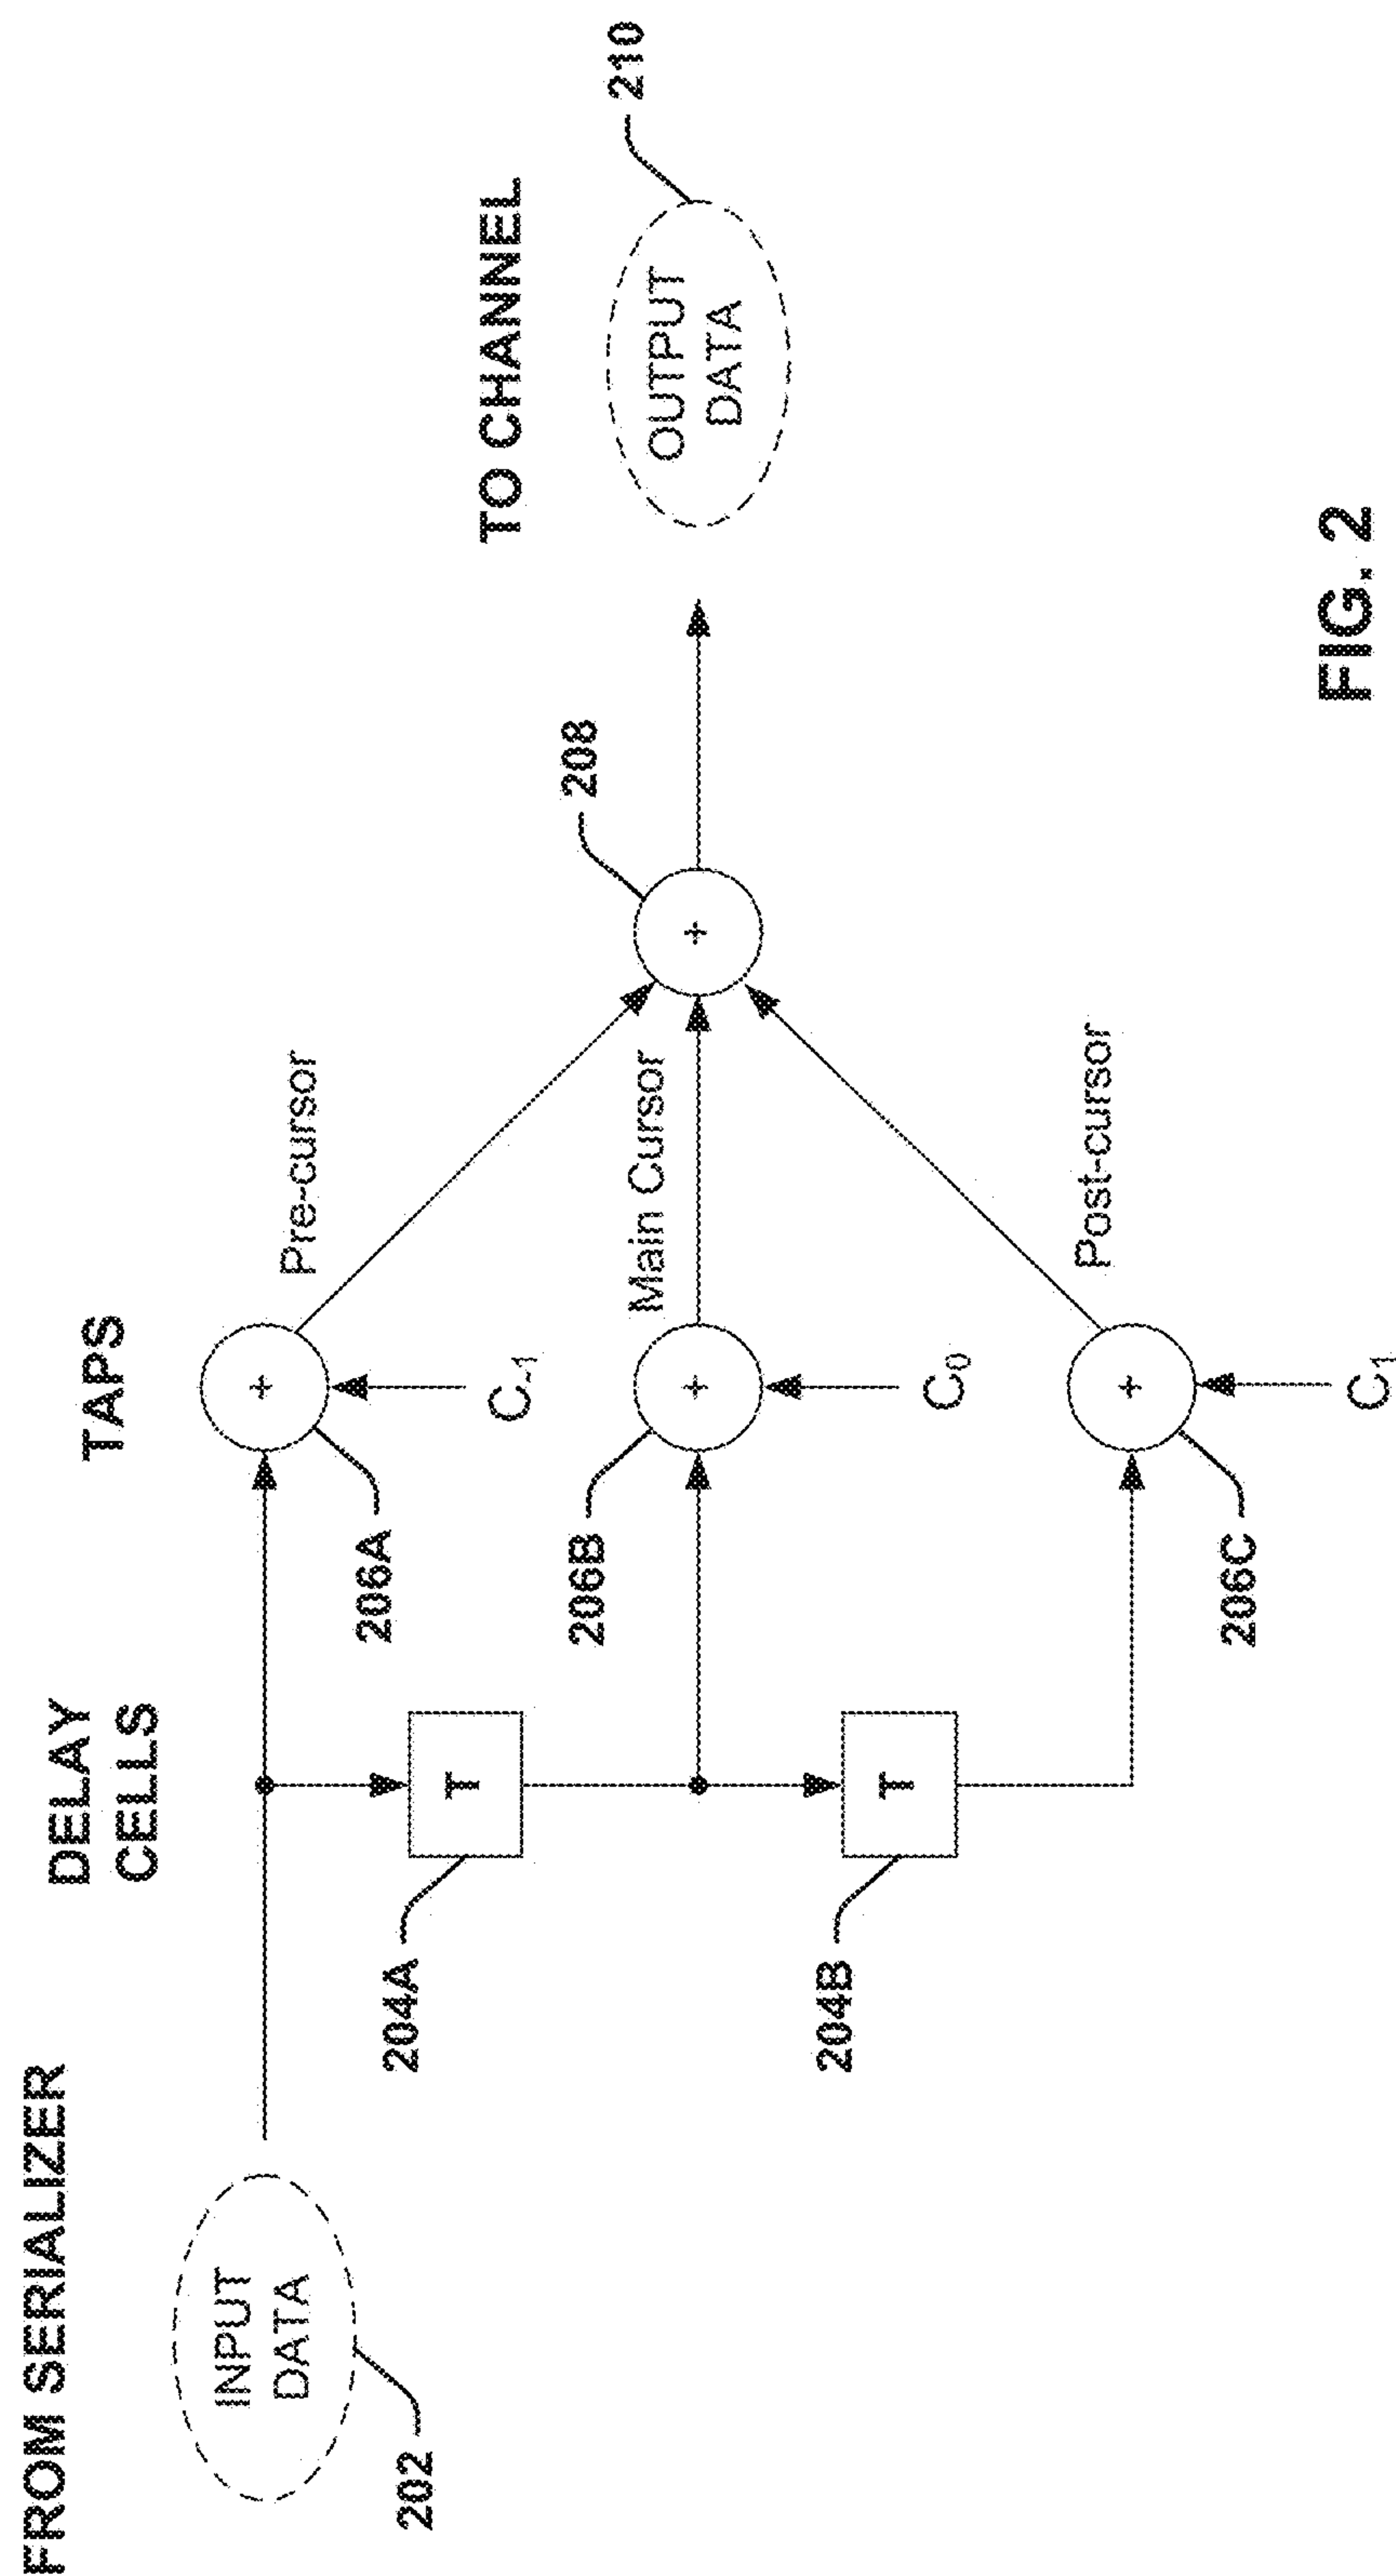 FROM SERIALIZER
DELAY
CELLS
TAPS
TO CHANNEL
INPUT
DATA
202
204A
T
204B
T
206A
+
C-1
206B
+
C0
206C
+
C1
Pre-cursor
Main Cursor
Post-cursor
208
+
OUTPUT
DATA
210
FIG. 2